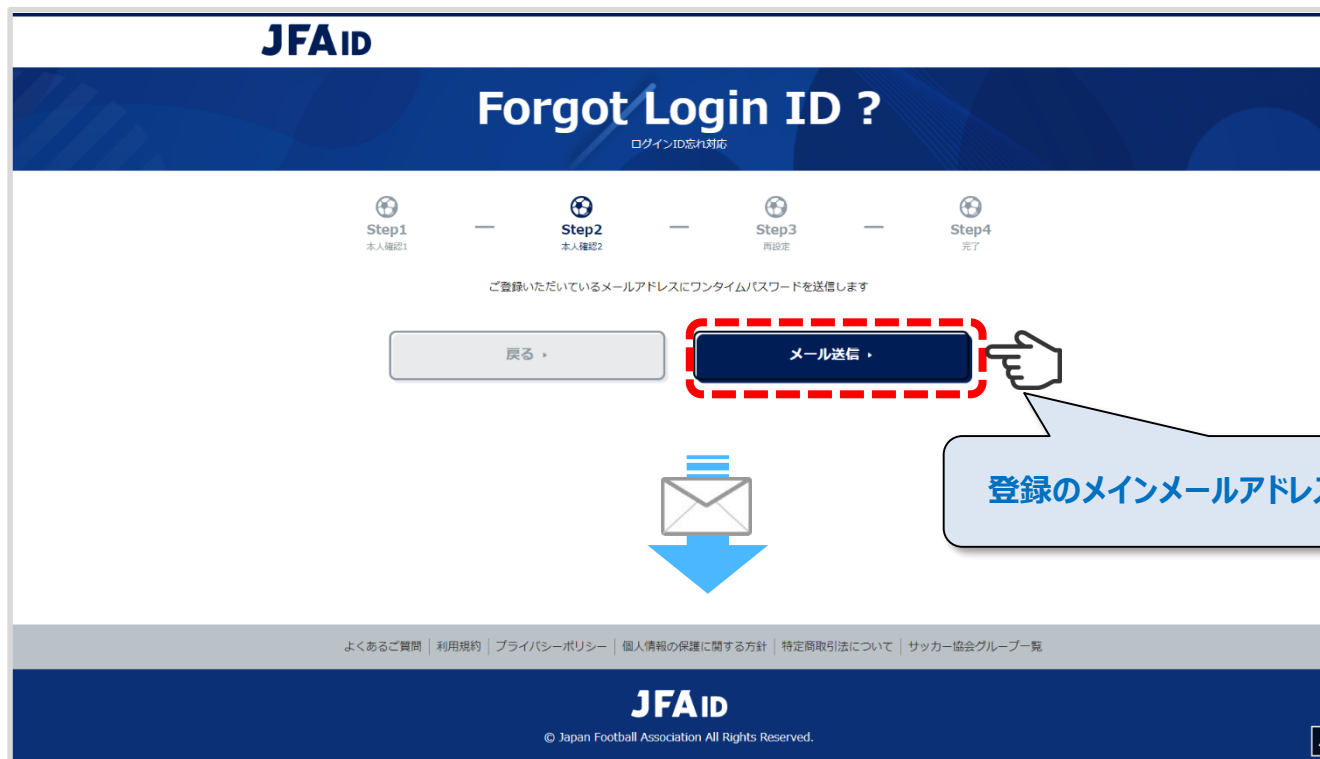 JFA ID
Forgot Login ID ?
ログインID忘れ対応
Step1 — Step2 — Step3 — Step4
本人確認1 本人確認2 再設定 完了
ご登録いただいているメールアドレスにワンタイムパスワードを送信します
戻る メール送信
登録のメインメールアドレ
よくあるご質問 | 利用規約 | プライバシーポリシー | 個人情報の保護に関する方針 | 特定商取引法について | サッカー協会グループ一覧
JFA ID
© Japan Football Association All Rights Reserved.